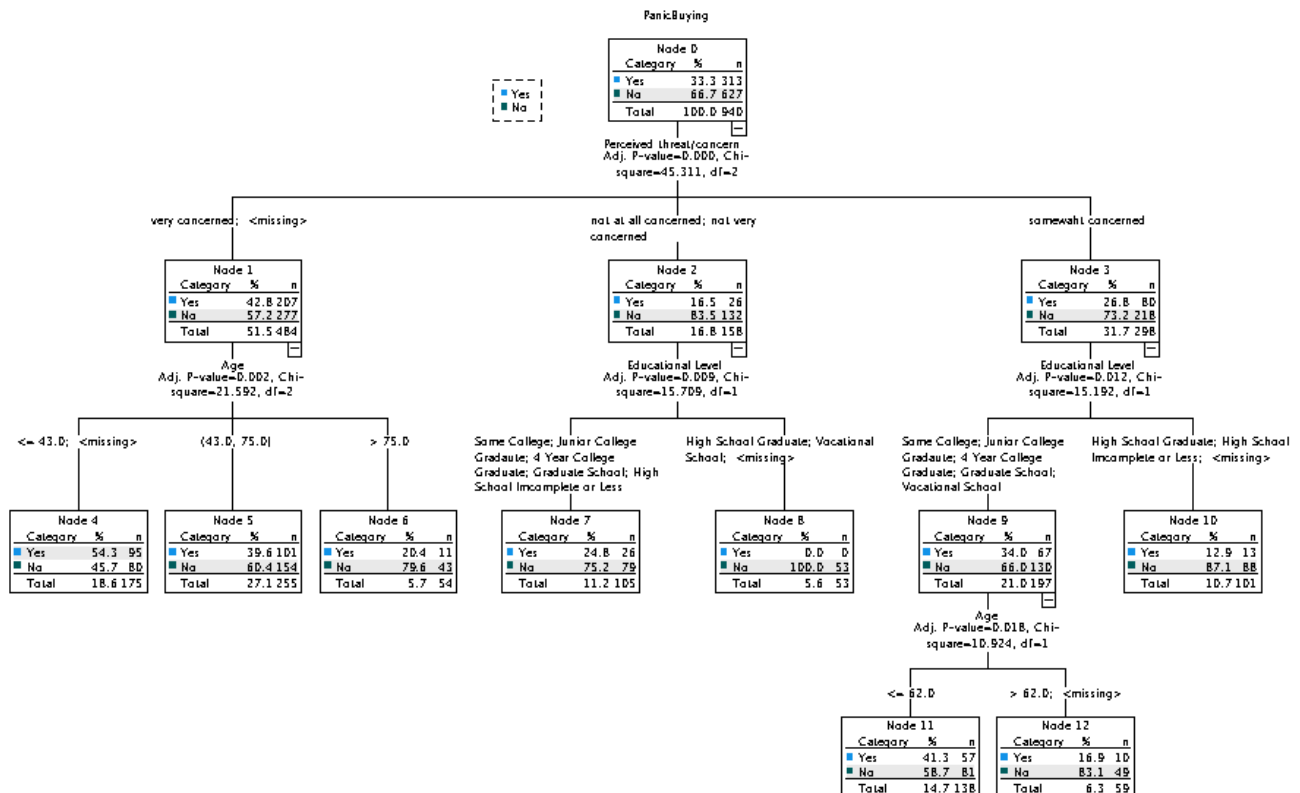 PanicBuying
Node 0
Category % n
Yes 33.3 313
No 66.7 627
Total 100.0 940
Yes
No
Perceived threat/concern
Adj. P-value=0.000, Chi-
square=45.311, df=2
very concerned; <missing>
not at all concerned; not very
concerned
somewaht concerned
Node 1
Category % n
Yes 42.8 207
No 57.2 277
Total 51.5 484
Node 2
Category % n
Yes 16.5 26
No 83.5 132
Total 16.8 158
Node 3
Category % n
Yes 26.8 80
No 73.2 218
Total 31.7 298
Age
Adj. P-value=0.002, Chi-
square=21.592, df=2
Educational Level
Adj. P-value=0.009, Chi-
square=15.709, df=1
Educational Level
Adj. P-value=0.012, Chi-
square=15.192, df=1
<= 43.0; <missing>
(43.0, 75.0]
> 75.0
Some College; Junior College
Gradaute; 4 Year College
Graduate; Graduate School; High
School Imcomplete or Less
High School Graduate; Vocational
School; <missing>
Some College; Junior College
Gradaute; 4 Year College
Graduate; Graduate School;
Vocational School
High School Graduate; High School
Imcomplete or Less; <missing>
Node 4
Category % n
Yes 54.3 95
No 45.7 80
Total 18.6 175
Node 5
Category % n
Yes 39.6 101
No 60.4 154
Total 27.1 255
Node 6
Category % n
Yes 20.4 11
No 79.6 43
Total 5.7 54
Node 7
Category % n
Yes 24.8 26
No 75.2 79
Total 11.2 105
Node 8
Category % n
Yes 0.0 0
No 100.0 53
Total 5.6 53
Node 9
Category % n
Yes 34.0 67
No 66.0 130
Total 21.0 197
Node 10
Category % n
Yes 12.9 13
No 87.1 88
Total 10.7 101
Age
Adj. P-value=0.018, Chi-
square=10.924, df=1
<= 62.0
> 62.0; <missing>
Node 11
Category % n
Yes 41.3 57
No 58.7 81
Total 14.7 138
Node 12
Category % n
Yes 16.9 10
No 83.1 49
Total 6.3 59